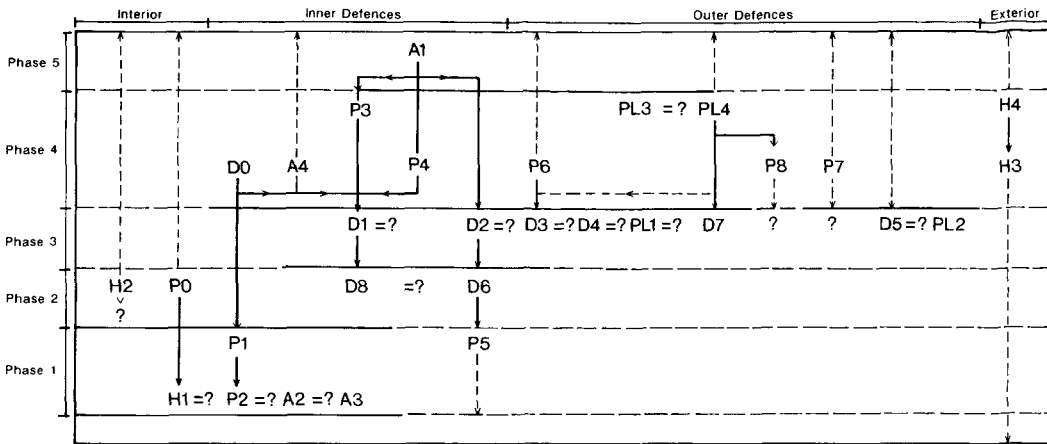 Interior Inner Defences Outer Defences Exterior
Phase 5 A1
P3 PL3 = ? PL4 H4
Phase 4 D0 A4 P4 P6 P8 P7 H3
D1 = ? D2 = ? D3 = ? D4 = ? PL1 = ? D7 ? ? D5 = ? PL2
Phase 3
Phase 2 H2 P0 D8 = ? D6
?
P1 P5
Phase 1
H1 = ? P2 = ? A2 = ? A3